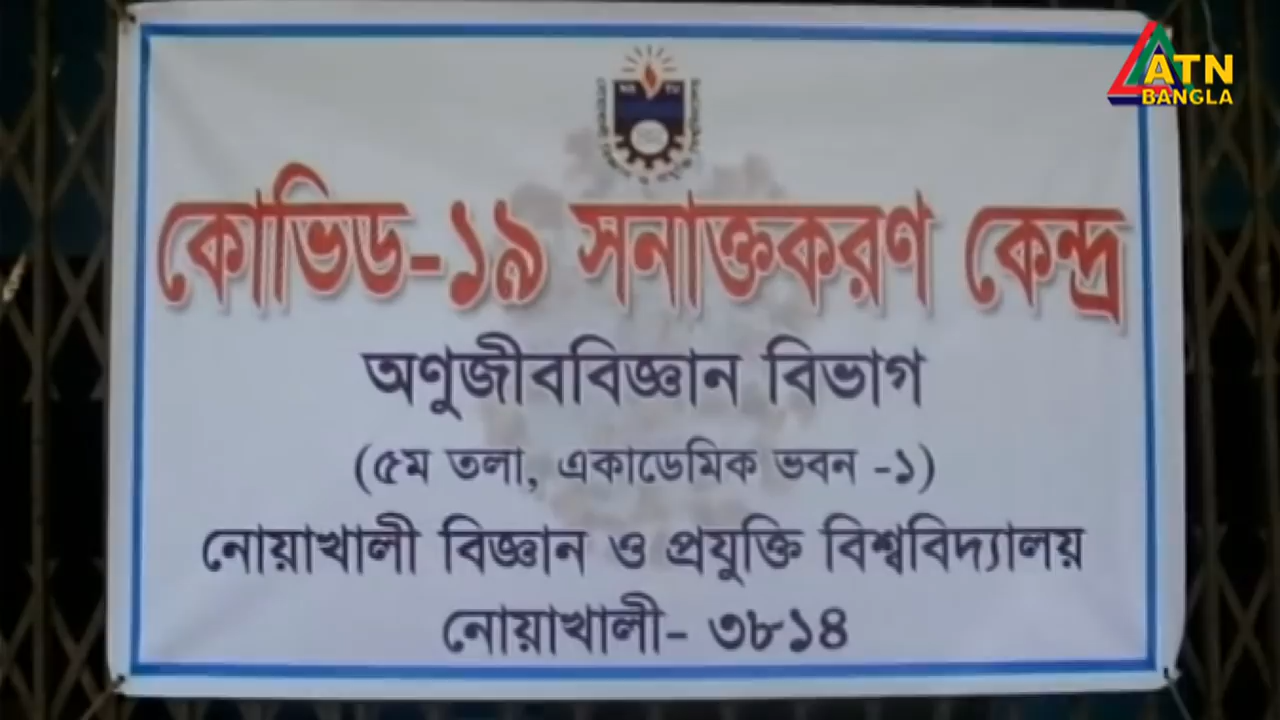 ATN
BANGLA
কোভিড-১৯ সনাক্তকরণ কেন্দ্র
অণুজীববিজ্ঞান বিভাগ
(৫ম তলা, একাডেমিক ভবন -১)
নোয়াখালী বিজ্ঞান ও প্রযুক্তি বিশ্ববিদ্যালয়
নোয়াখালী- ৩৮১৪